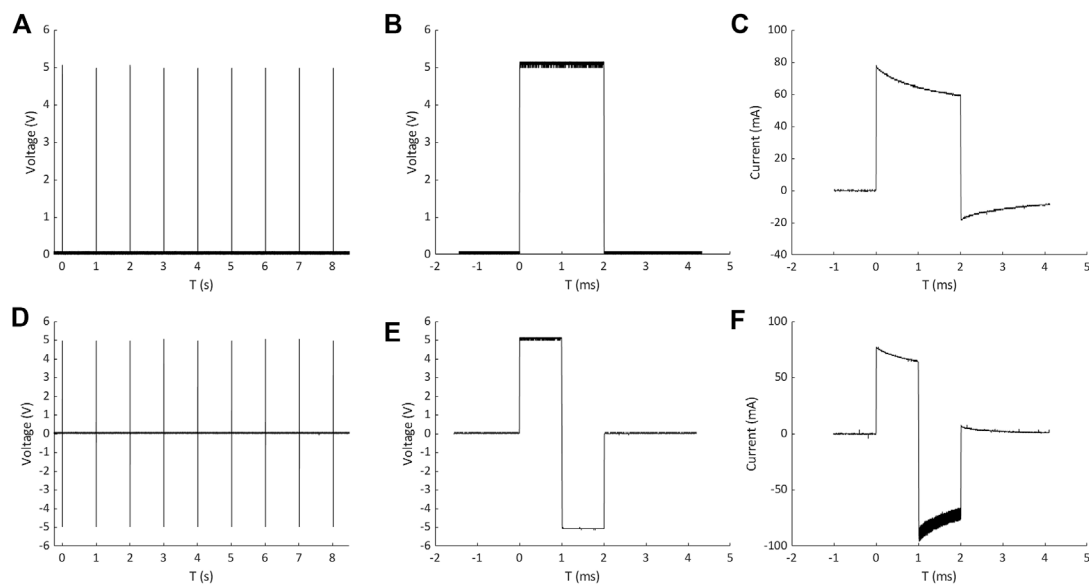 A
Voltage (V)
6
5
4
3
2
1
0
0 1 2 3 4 5 6 7 8
T (s)
B
Voltage (V)
6
5
4
3
2
1
0
-2 -1 0 1 2 3 4 5
T (ms)
C
Current (mA)
100
80
60
40
20
0
-20
-40
-2 -1 0 1 2 3 4 5
T (ms)
D
Voltage (V)
6
5
4
3
2
1
0
-1
-2
-3
-4
-5
-6
0 1 2 3 4 5 6 7 8
T (s)
E
Voltage (V)
6
5
4
3
2
1
0
-1
-2
-3
-4
-5
-6
-2 -1 0 1 2 3 4 5
T (ms)
F
Current (mA)
100
50
0
-50
-100
-2 -1 0 1 2 3 4 5
T (ms)